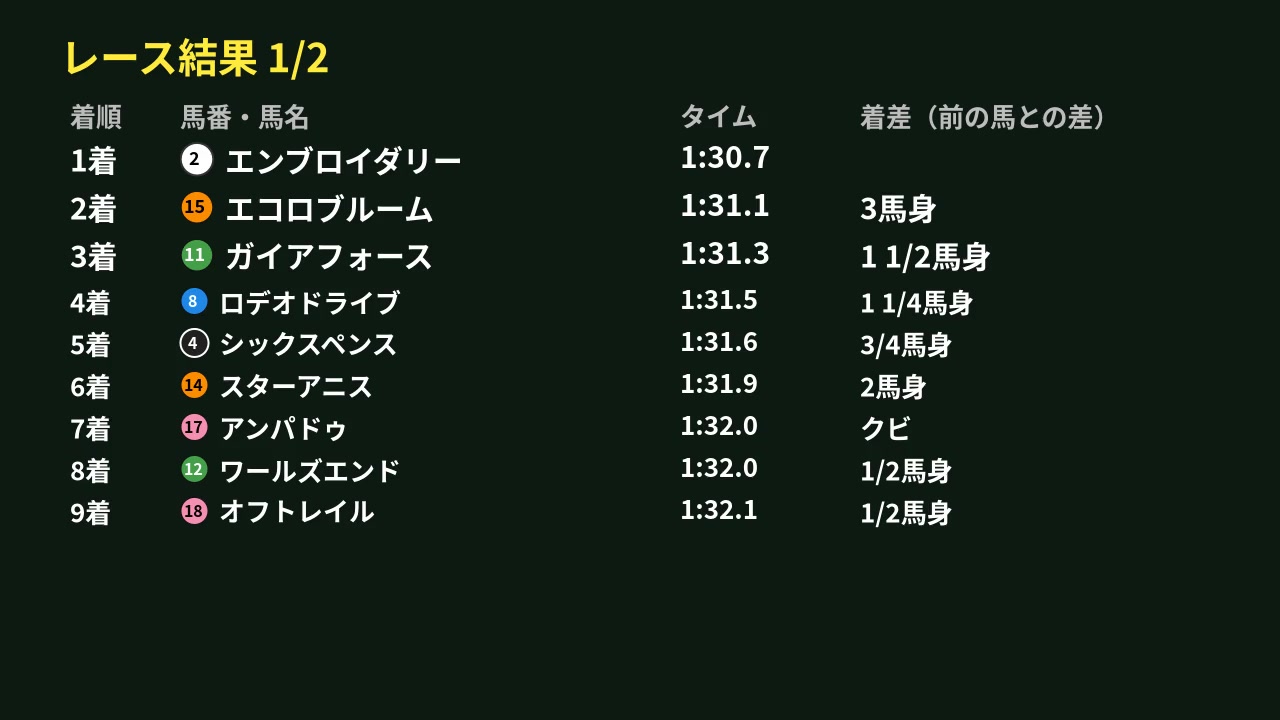 レース結果 1/2
着順 馬番・馬名 タイム 着差（前の馬との差）
1着 2 エンブロイダリー 1:30.7
2着 15 エコロブルーム 1:31.1 3馬身
3着 11 ガイアフォース 1:31.3 1 1/2馬身
4着 8 ロデオドライブ 1:31.5 1 1/4馬身
5着 4 シックスペンス 1:31.6 3/4馬身
6着 14 スターアニス 1:31.9 2馬身
7着 17 アンパドゥ 1:32.0 クビ
8着 12 ワールズエンド 1:32.0 1/2馬身
9着 18 オフトレイル 1:32.1 1/2馬身